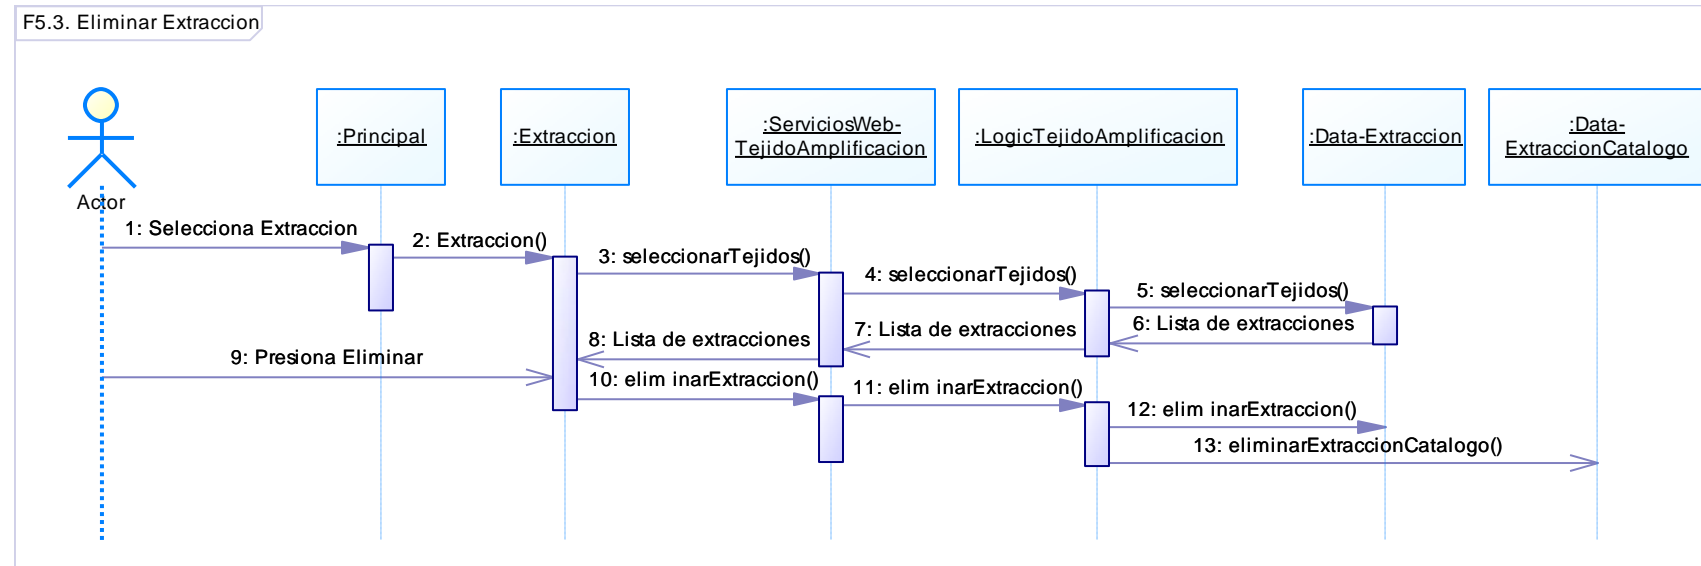 F5.3. Eliminar Extraccion
:Principal
:Extraccion
:ServiciosWeb-
TejidoAmplificacion
:LogicTejidoAmplificacion
:Data-Extraccion
:Data-
ExtraccionCatalogo
Actor
1: Selecciona Extraccion
2: Extraccion()
3: seleccionarTejidos()
4: seleccionarTejidos()
5: seleccionarTejidos()
6: Lista de extracciones
7: Lista de extracciones
8: Lista de extracciones
9: Presiona Eliminar
10: elim inarExtraccion()
11: elim inarExtraccion()
12: elim inarExtraccion()
13: eliminarExtraccionCatalogo()